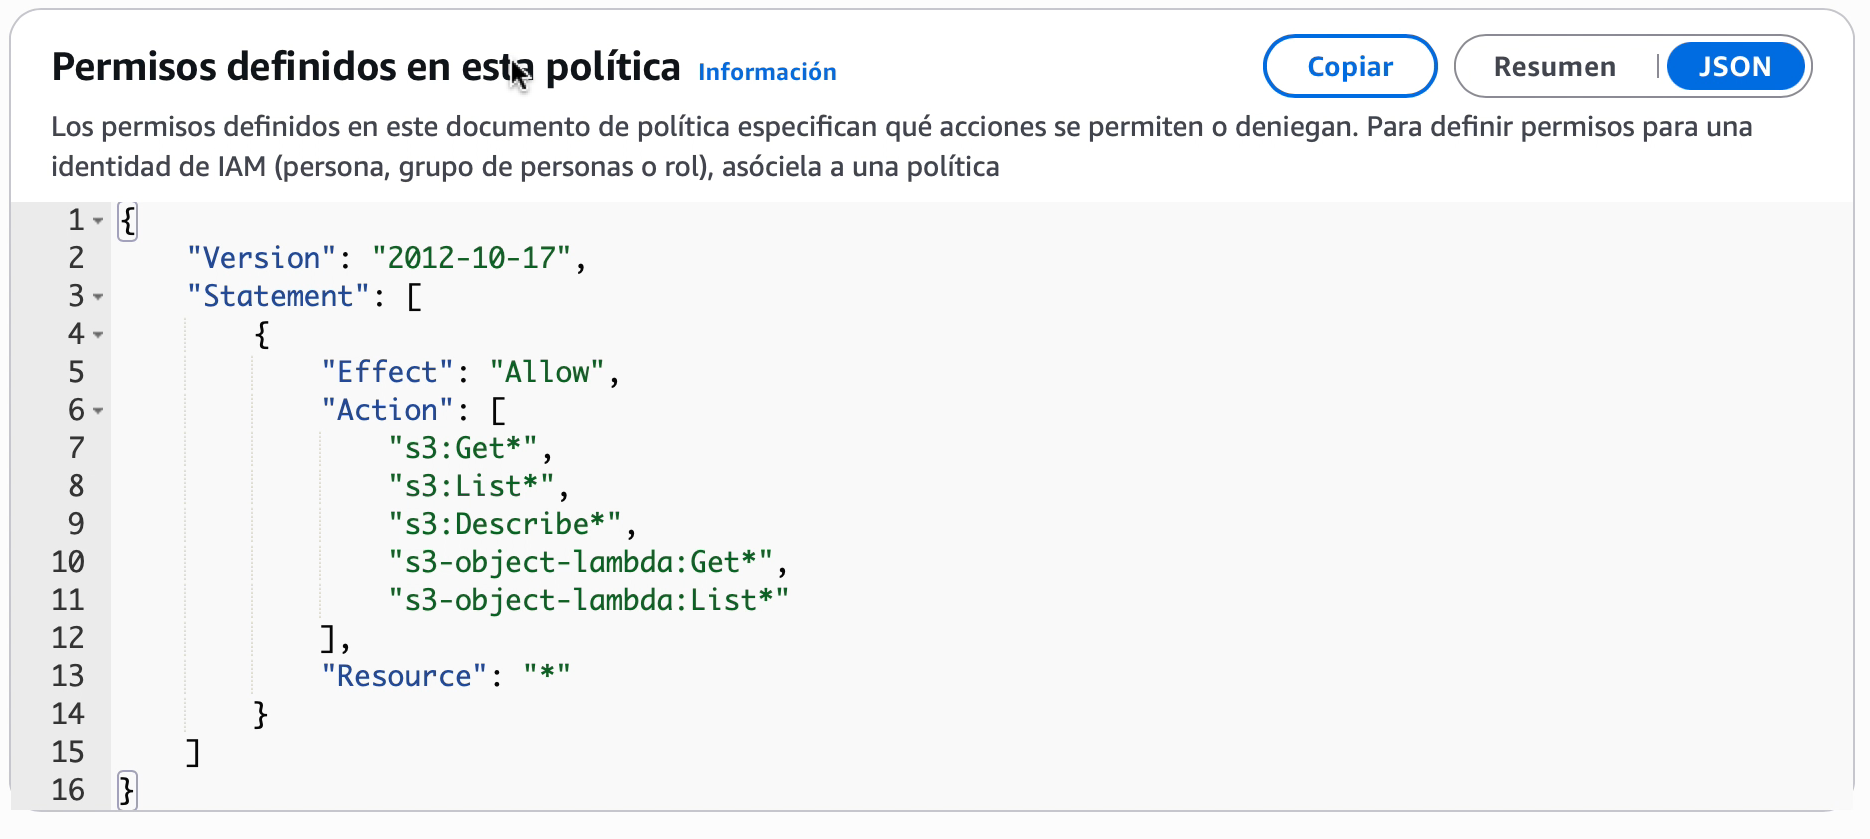 Permisos definidos en esta política Información Copiar Resumen | JSON
Los permisos definidos en este documento de política especifican qué acciones se permiten o deniegan. Para definir permisos para una
identidad de IAM (persona, grupo de personas o rol), asóciela a una política
1 {
2     "Version": "2012-10-17",
3     "Statement": [
4         {
5             "Effect": "Allow",
6             "Action": [
7                 "s3:Get*",
8                 "s3:List*",
9                 "s3:Describe*",
10                 "s3-object-lambda:Get*",
11                 "s3-object-lambda:List*"
12             ],
13             "Resource": "*"
14         }
15     ]
16 }